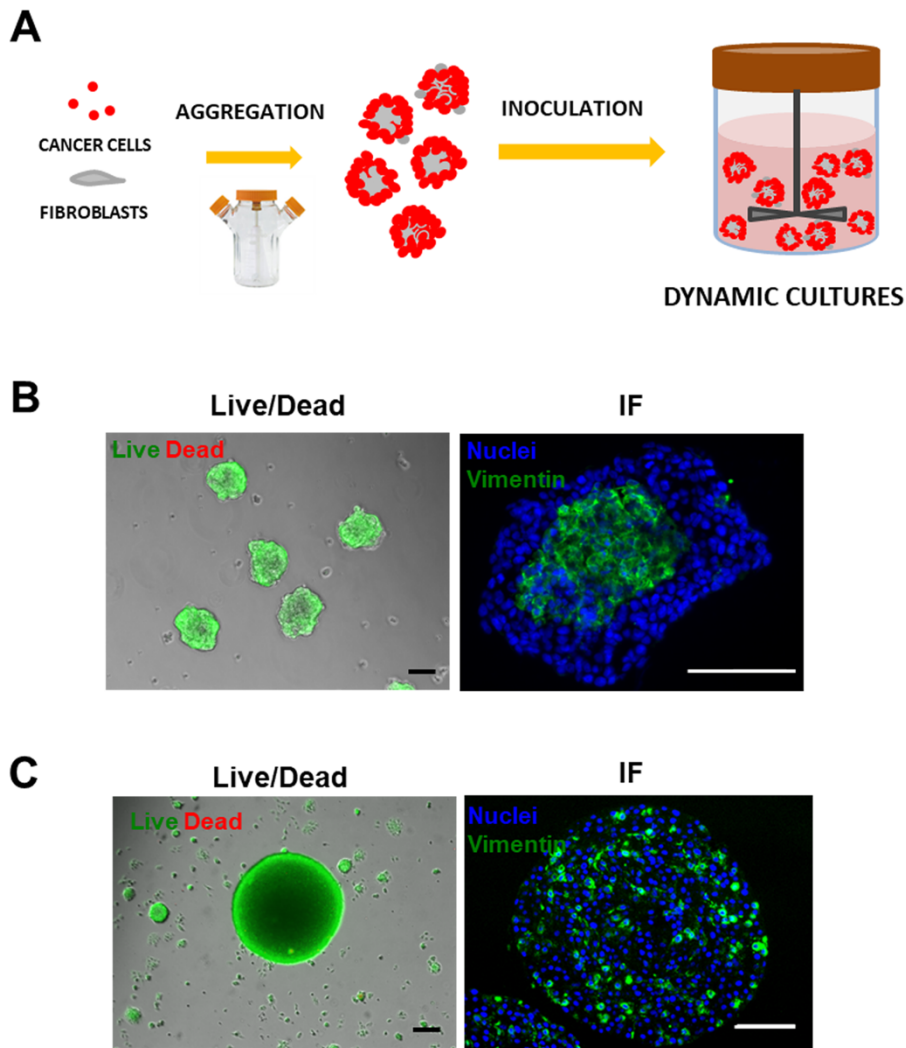 A
CANCER CELLS
FIBROBLASTS
AGGREGATION
INOCULATION
DYNAMIC CULTURES
B
Live/Dead
IF
Live Dead
Nuclei
Vimentin
C
Live/Dead
IF
Live Dead
Nuclei
Vimentin